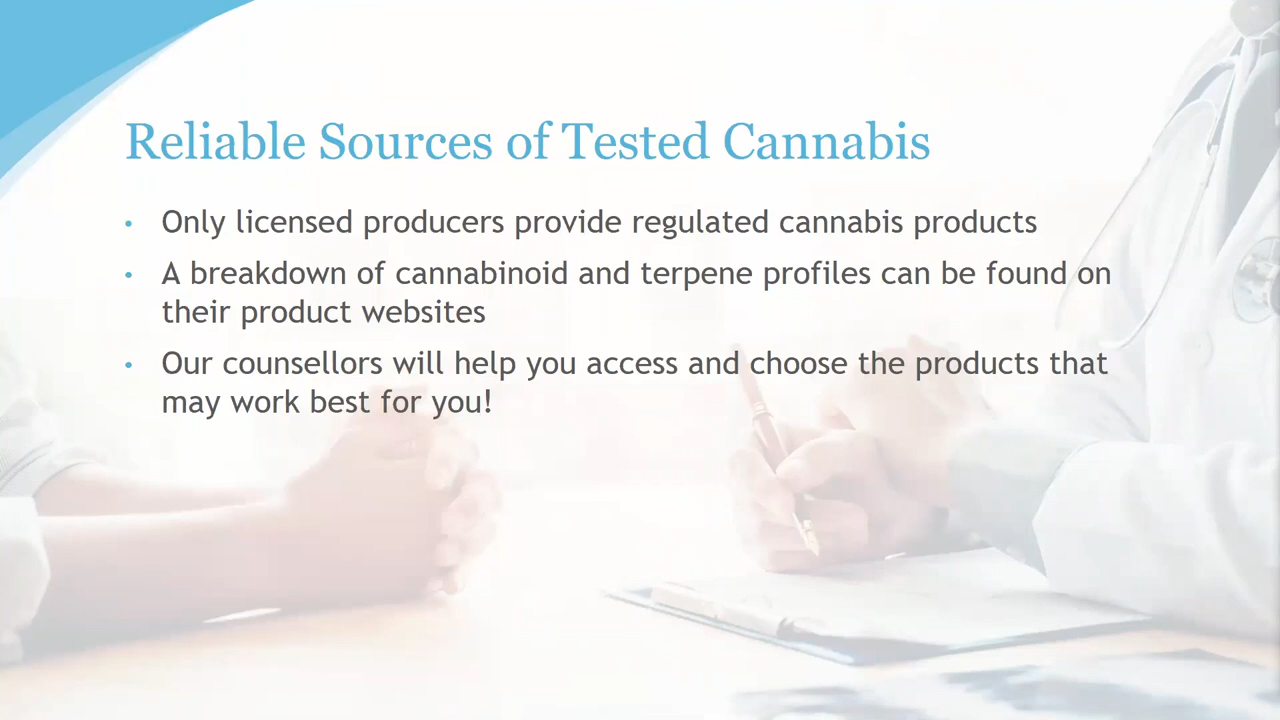 Reliable Sources of Tested Cannabis
• Only licensed producers provide regulated cannabis products
• A breakdown of cannabinoid and terpene profiles can be found on
their product websites
• Our counsellors will help you access and choose the products that
may work best for you!